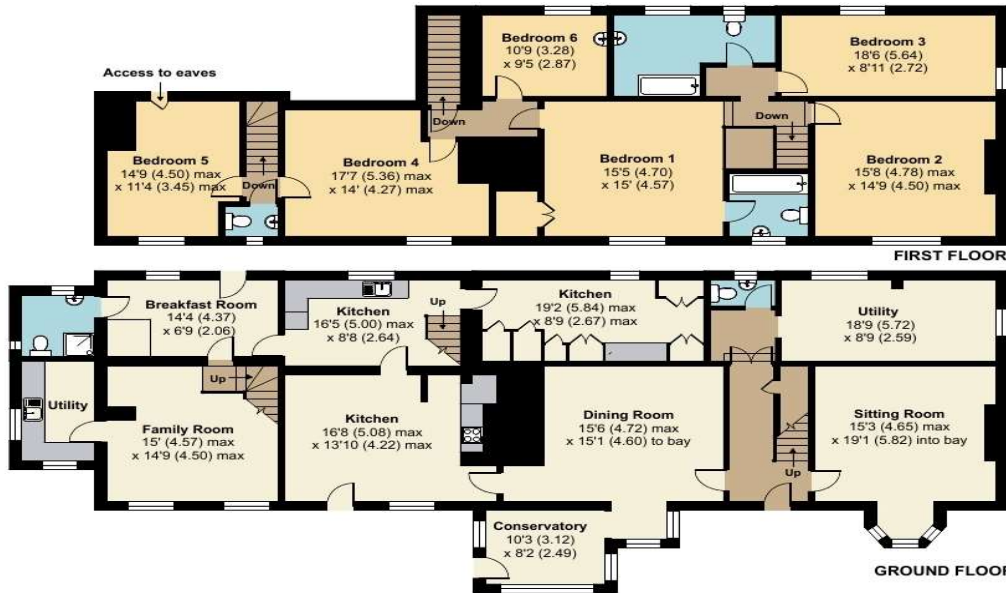 Bedroom 6
10'9 (3.28)
x 9'5 (2.87)
Bedroom 3
18'6 (5.64)
x 8'11 (2.72)
Access to eaves
Down
Down
Bedroom 5
14'9 (4.50) max
x 11'4 (3.45) max
Down
Bedroom 4
17'7 (5.36) max
x 14' (4.27) max
Bedroom 1
15'5 (4.70)
x 15' (4.57)
Bedroom 2
15'8 (4.78) max
x 14'9 (4.50) max
FIRST FLOOR
Breakfast Room
14'4 (4.37)
x 6'9 (2.06)
Kitchen
16'5 (5.00) max
x 8'8 (2.64)
Up
Kitchen
19'2 (5.84) max
x 8'9 (2.67) max
Utility
18'9 (5.72)
x 8'9 (2.59)
Up
Utility
Family Room
15' (4.57) max
x 14'9 (4.50) max
Kitchen
16'8 (5.08) max
x 13'10 (4.22) max
Dining Room
15'6 (4.72) max
x 15'1 (4.60) to bay
Up
Sitting Room
15'3 (4.65) max
x 19'1 (5.82) into bay
Conservatory
10'3 (3.12)
x 8'2 (2.49)
GROUND FLOOR